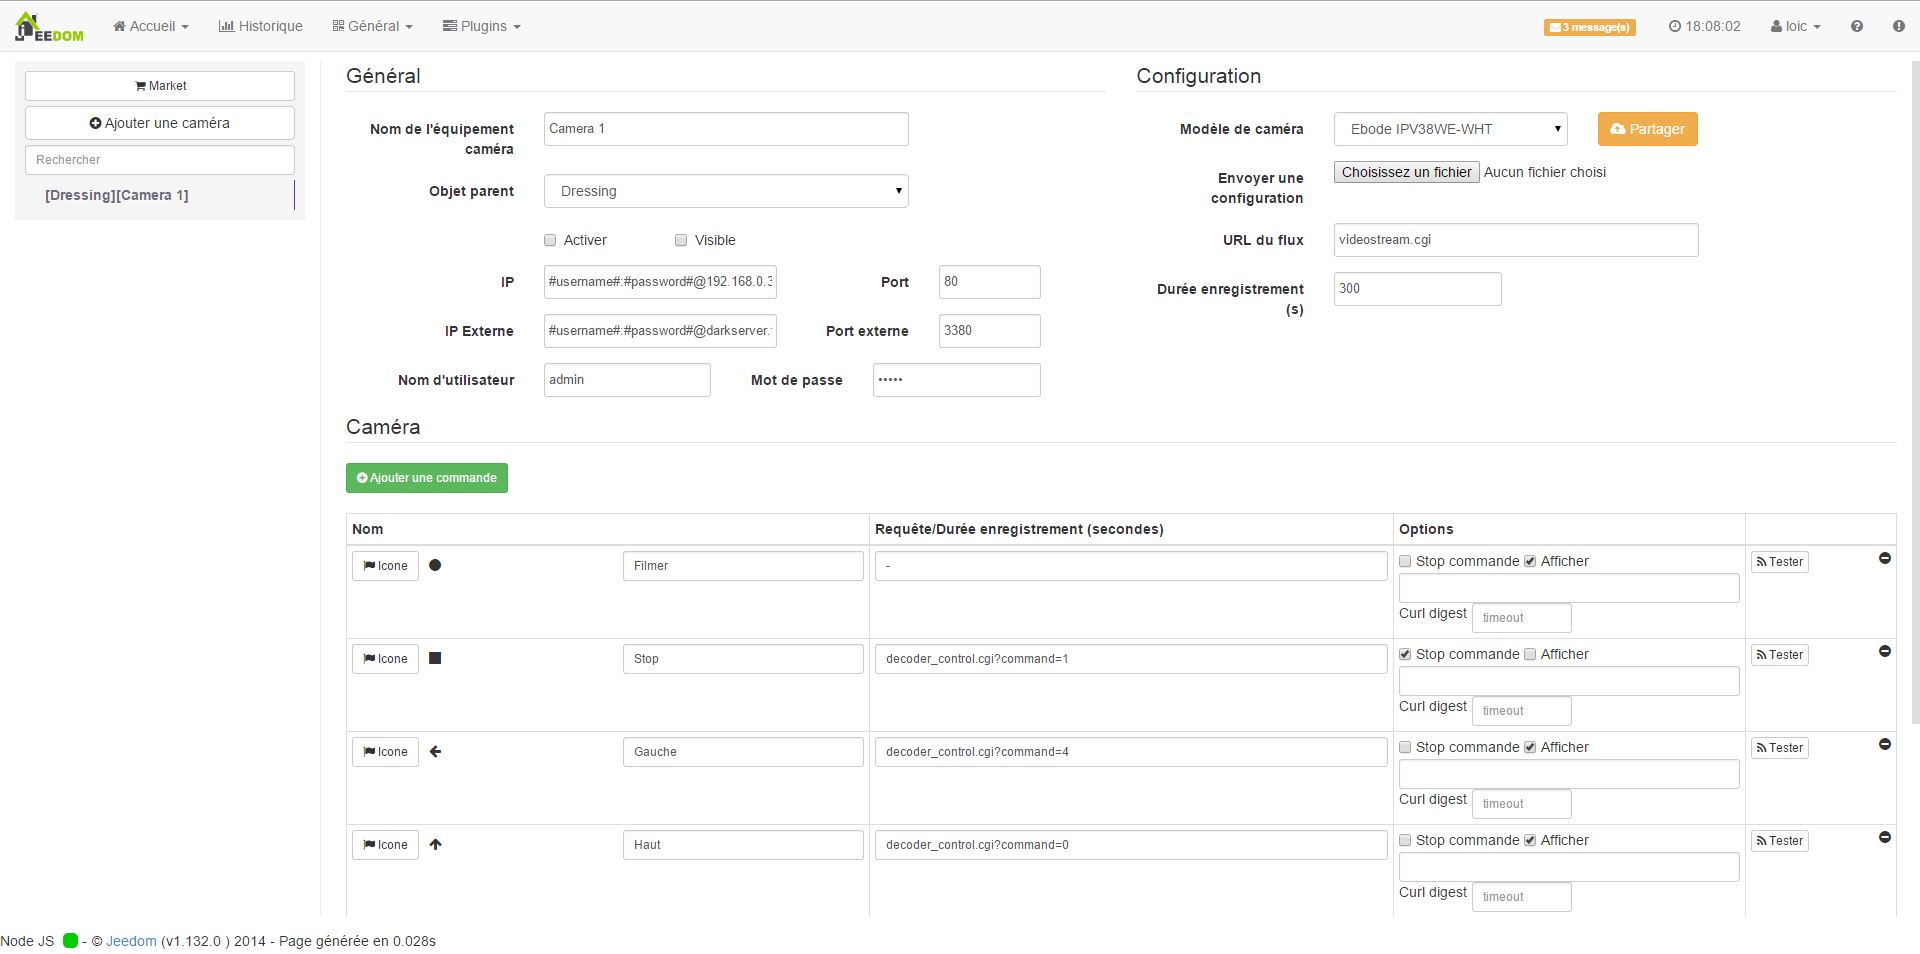 JEEDOM Accueil Historique Général Plugins 3 message(s) 18:08:02 loic
Market
Ajouter une caméra
Rechercher
[Dressing][Camera 1]
Général
Nom de l'équipement caméra Camera 1
Objet parent Dressing
Activer Visible
IP #username#:#password#@192.168.0.3 Port 80
IP Externe #username#:#password#@darkserver. Port externe 3380
Nom d'utilisateur admin Mot de passe •••••
Configuration
Modèle de caméra Ebode IPV38WE-WHT Partager
Envoyer une configuration Choisissez un fichier Aucun fichier choisi
URL du flux videostream.cgi
Durée enregistrement (s) 300
Caméra
Ajouter une commande
Nom Requête/Durée enregistrement (secondes) Options
Icone Filmer - Stop commande Afficher Tester
Curl digest timeout
Icone Stop decoder_control.cgi?command=1 Stop commande Afficher Tester
Curl digest timeout
Icone Gauche decoder_control.cgi?command=4 Stop commande Afficher Tester
Curl digest timeout
Icone Haut decoder_control.cgi?command=0 Stop commande Afficher Tester
Curl digest timeout
Node JS - © Jeedom (v1.132.0 ) 2014 - Page générée en 0.028s